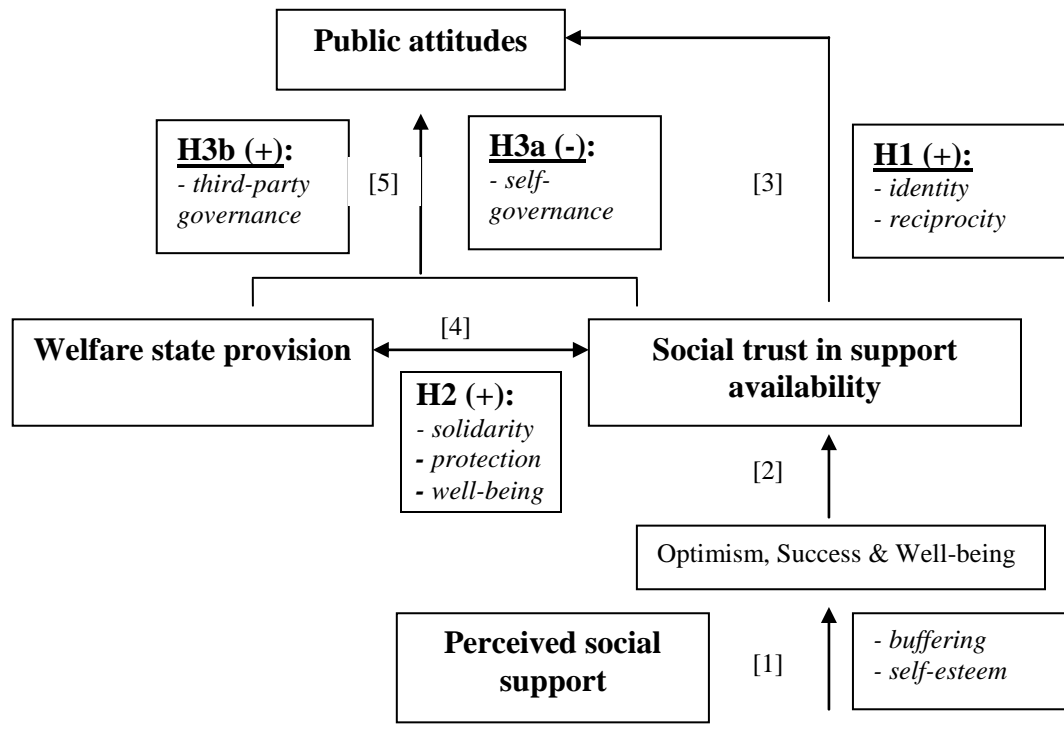 Public attitudes
H3b (+):
- third-party
governance
[5]
H3a (-):
- self-
governance
[3]
H1 (+):
- identity
- reciprocity
Welfare state provision
[4]
Social trust in support
availability
H2 (+):
- solidarity
- protection
- well-being
[2]
Optimism, Success & Well-being
Perceived social
support
[1]
- buffering
- self-esteem